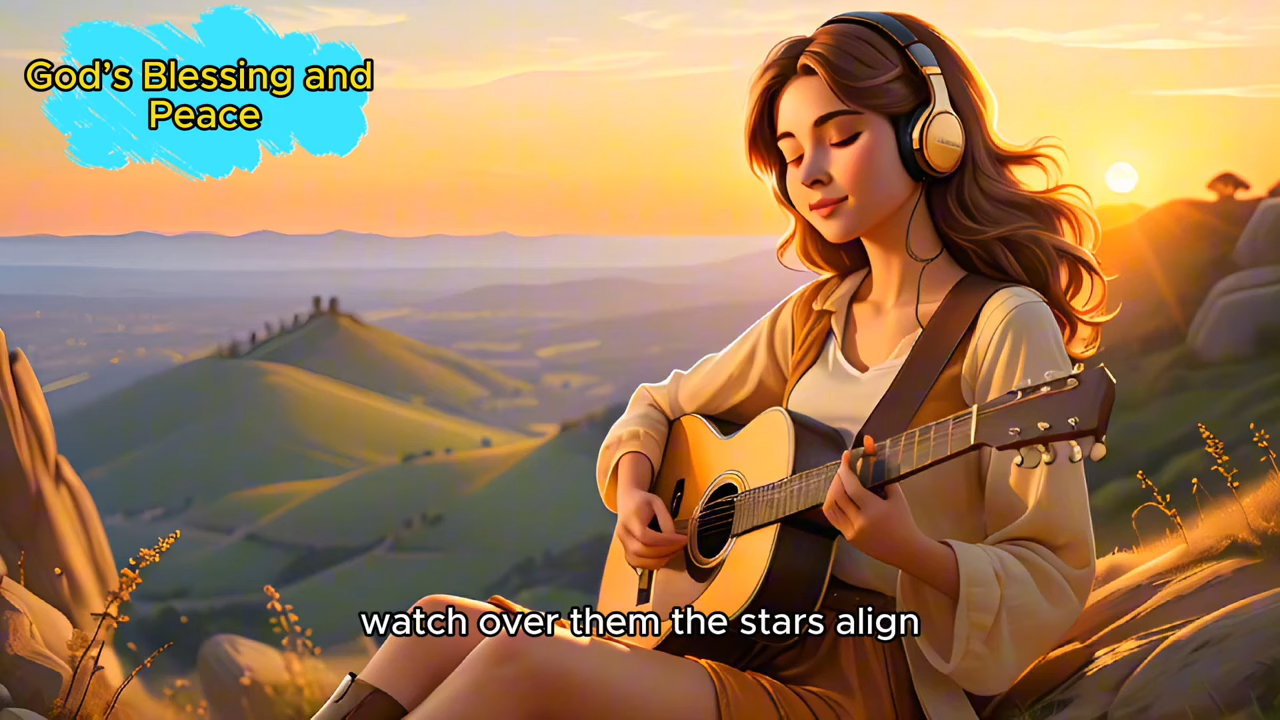 God's Blessing and
Peace
watch over them the stars align